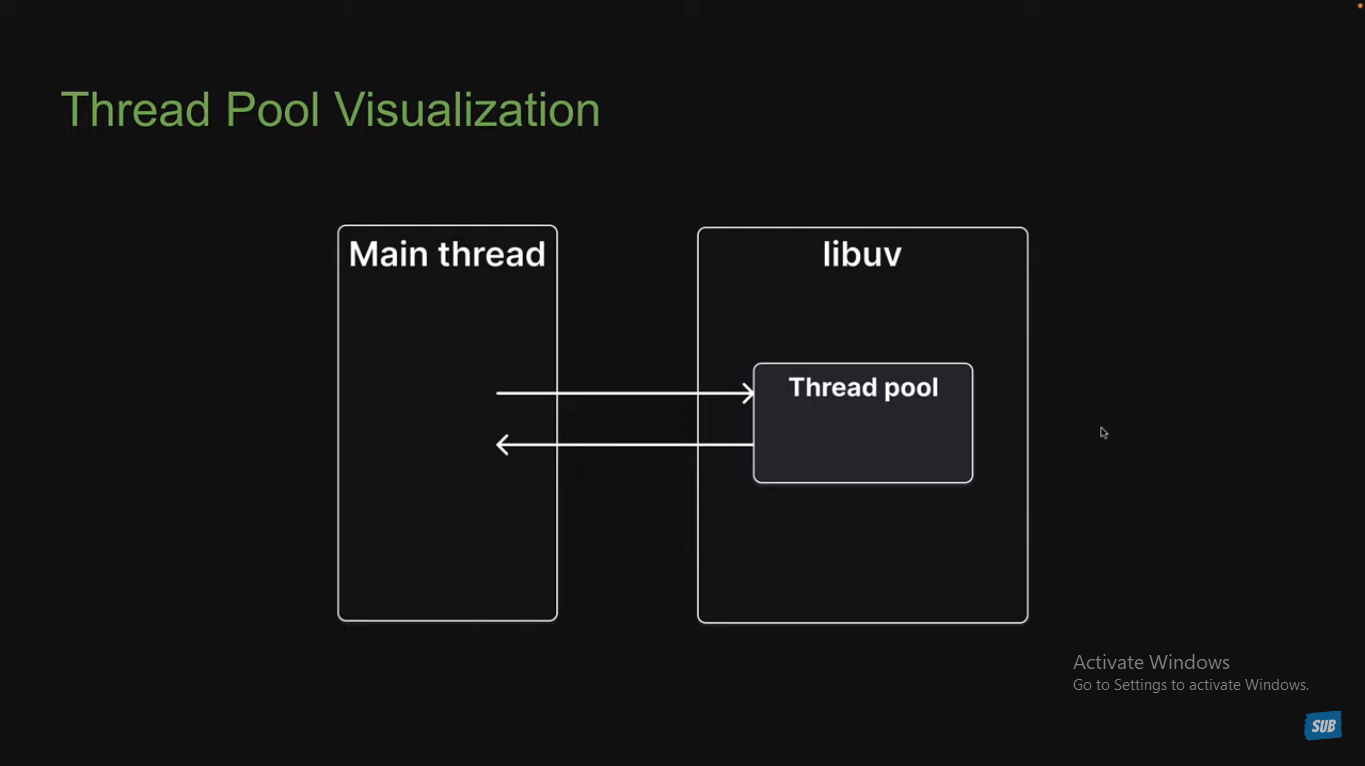 Thread Pool Visualization
Main thread
libuv
Thread pool
Activate Windows
Go to Settings to activate Windows.
SUB